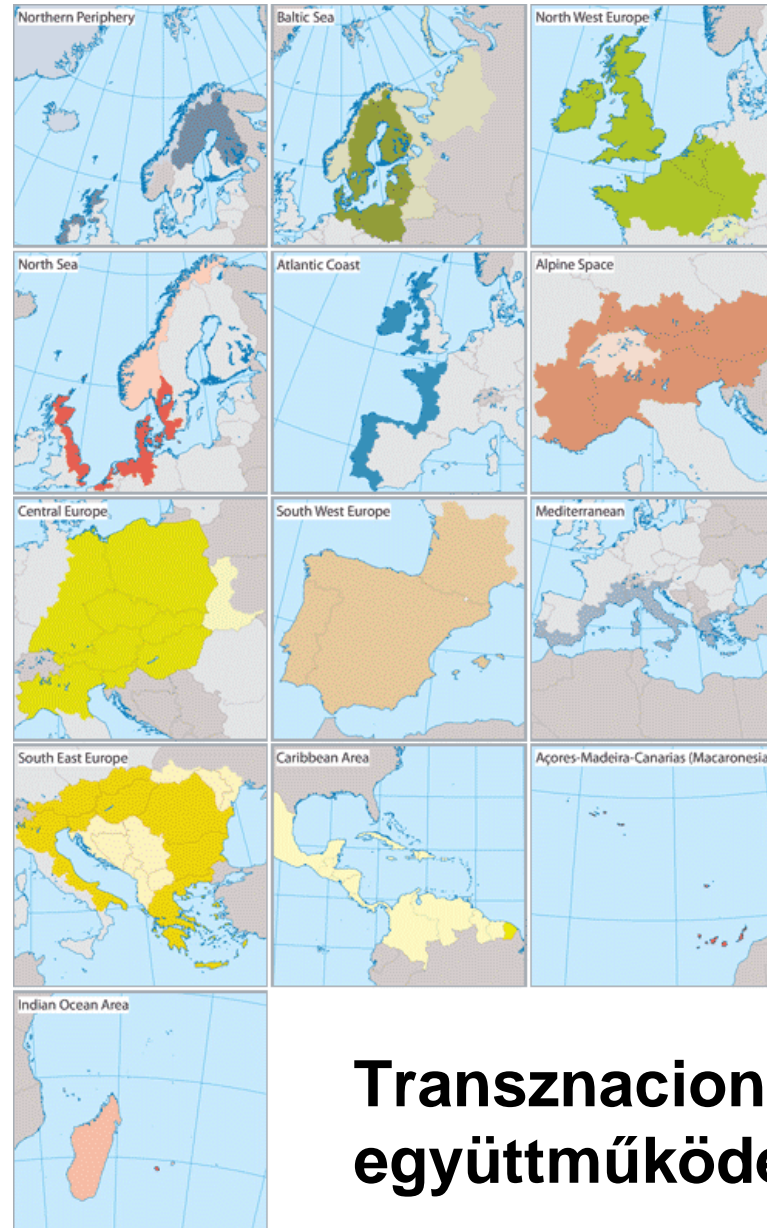 Northern Periphery
Baltic Sea
North West Europe
North Sea
Atlantic Coast
Alpine Space
Central Europe
South West Europe
Mediterranean
South East Europe
Caribbean Area
Açores-Madeira-Canarias (Macaronesia
Indian Ocean Area
Transznacion
együttműköde